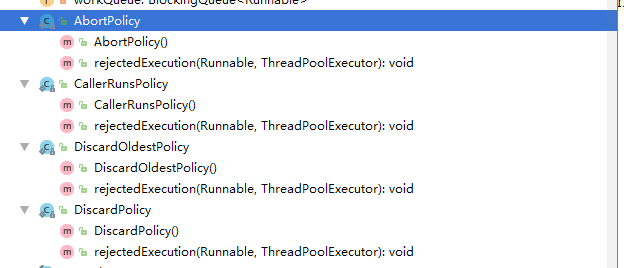 workQueue: BlockingQueue<Runnable>
AbortPolicy
AbortPolicy()
rejectedExecution(Runnable, ThreadPoolExecutor): void
CallerRunsPolicy
CallerRunsPolicy()
rejectedExecution(Runnable, ThreadPoolExecutor): void
DiscardOldestPolicy
DiscardOldestPolicy()
rejectedExecution(Runnable, ThreadPoolExecutor): void
DiscardPolicy
DiscardPolicy()
rejectedExecution(Runnable, ThreadPoolExecutor): void